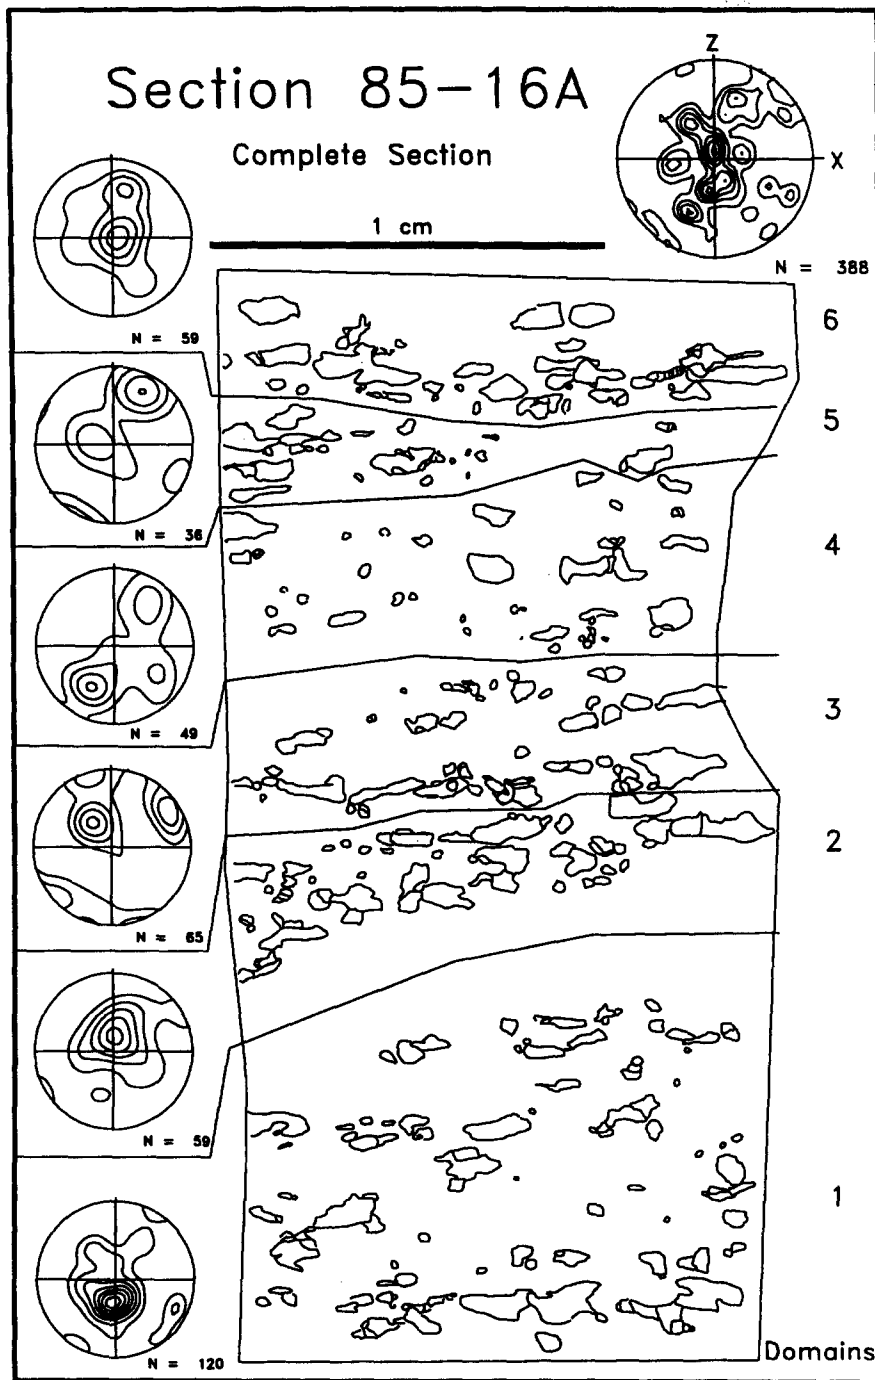 Z
Section 85-16A
Complete Section
X
1 cm
N = 388
6
N = 59
5
N = 36
4
N = 49
3
2
N = 65
N = 59
1
Domains
N = 120